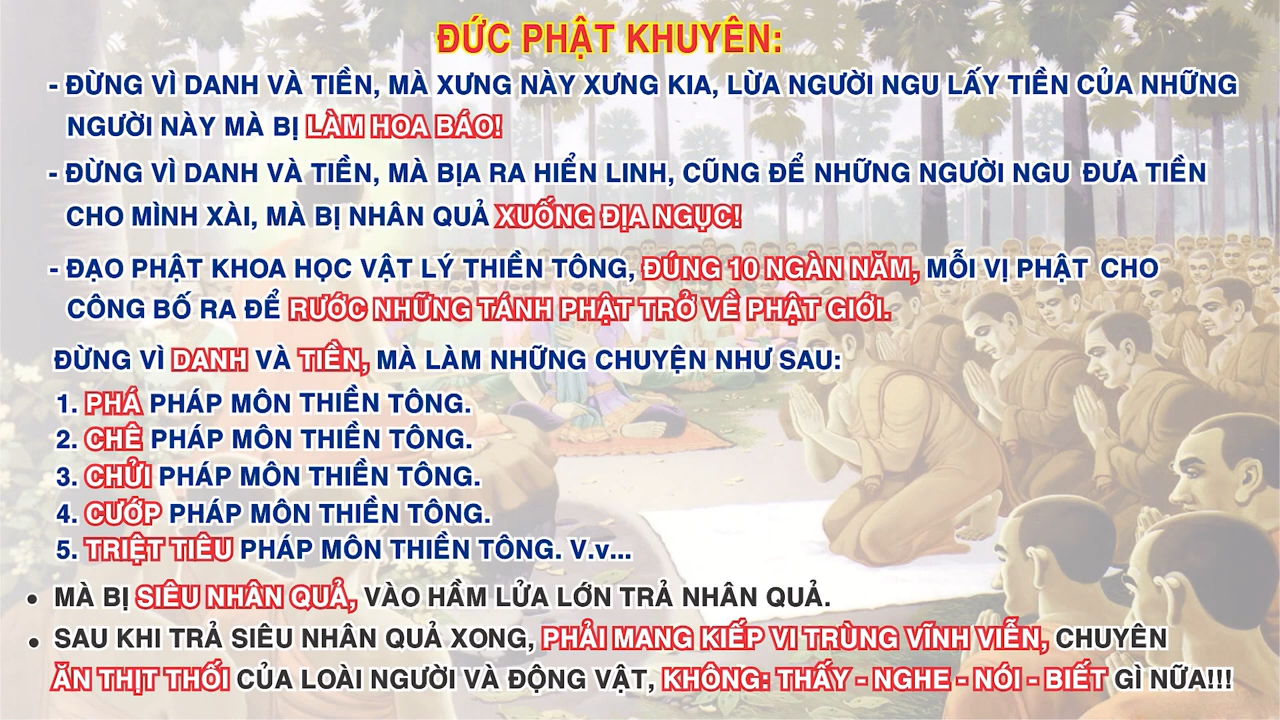 ĐỨC PHẬT KHUYÊN:
- ĐỪNG VÌ DANH VÀ TIỀN, MÀ XƯNG NÀY XƯNG KIA, LỪA NGƯỜI NGU LẤY TIỀN CỦA NHỮNG
NGƯỜI NÀY MÀ BỊ LÀM HOA BÁO!
- ĐỪNG VÌ DANH VÀ TIỀN, MÀ BỊA RA HIỂN LINH, CŨNG ĐỂ NHỮNG NGƯỜI NGU ĐƯA TIỀN
CHO MÌNH XÀI, MÀ BỊ NHÂN QUẢ XUỐNG ĐỊA NGỤC!
- ĐẠO PHẬT KHOA HỌC VẬT LÝ THIỀN TÔNG, ĐÚNG 10 NGÀN NĂM, MỖI VỊ PHẬT CHO
CÔNG BỐ RA ĐỂ RƯỚC NHỮNG TÁNH PHẬT TRỞ VỀ PHẬT GIỚI.
ĐỪNG VÌ DANH VÀ TIỀN, MÀ LÀM NHỮNG CHUYỆN NHƯ SAU:
1. PHÁ PHÁP MÔN THIỀN TÔNG.
2. CHÊ PHÁP MÔN THIỀN TÔNG.
3. CHỬI PHÁP MÔN THIỀN TÔNG.
4. CƯỚP PHÁP MÔN THIỀN TÔNG.
5. TRIỆT TIÊU PHÁP MÔN THIỀN TÔNG. V.v...
• MÀ BỊ SIÊU NHÂN QUẢ, VÀO HẦM LỬA LỚN TRẢ NHÂN QUẢ.
• SAU KHI TRẢ SIÊU NHÂN QUẢ XONG, PHẢI MANG KIẾP VI TRÙNG VĨNH VIỄN, CHUYÊN
ĂN THỊT THỐI CỦA LOÀI NGƯỜI VÀ ĐỘNG VẬT, KHÔNG: THẤY - NGHE - NÓI - BIẾT GÌ NỮA!!!